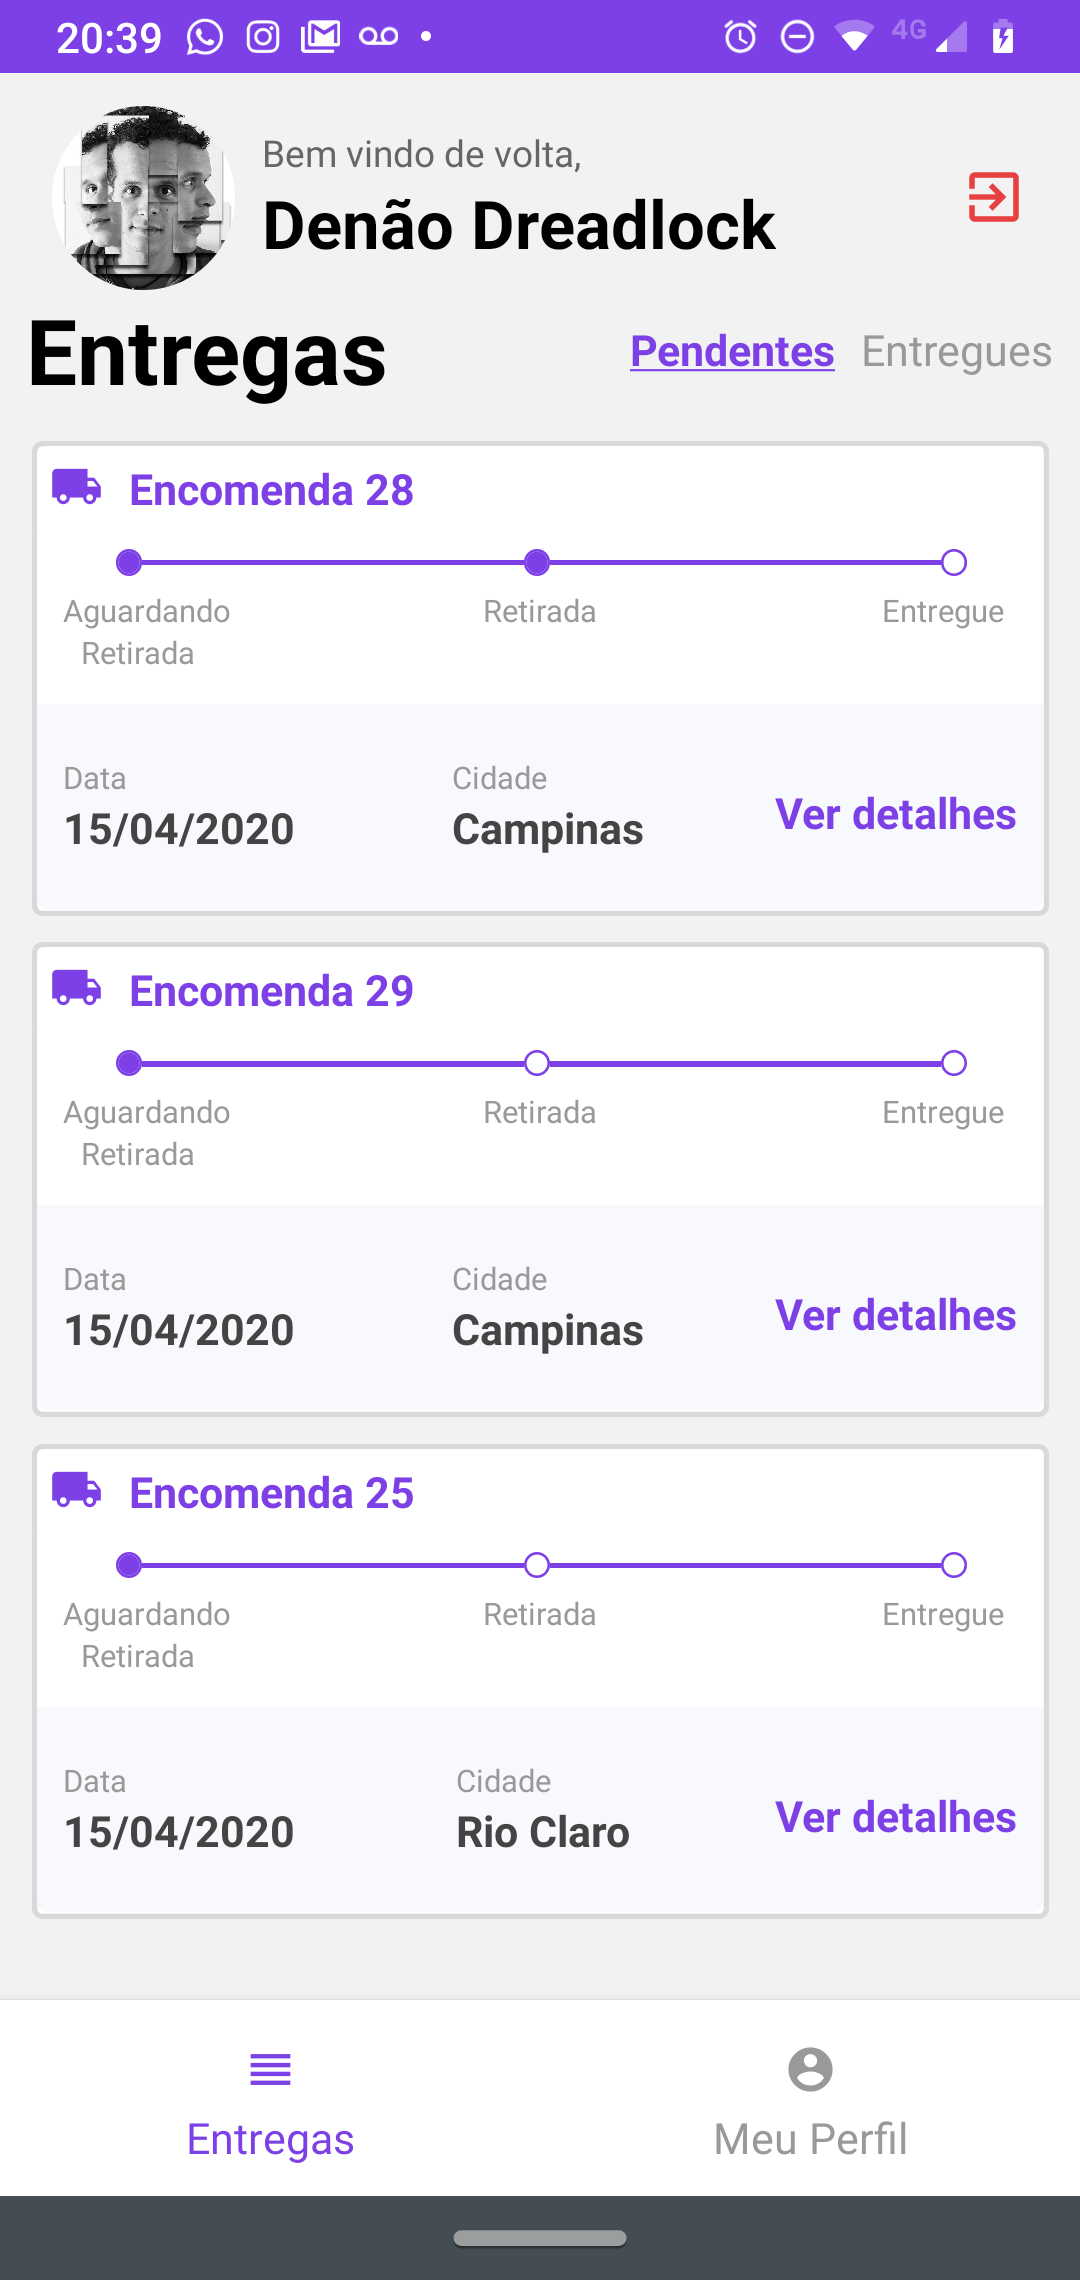 20:39
4G
Bem vindo de volta,
Denão Dreadlock
Entregas
Pendentes Entregues
Encomenda 28
Aguardando Retirada Entregue
Retirada
Data Cidade
15/04/2020 Campinas Ver detalhes
Encomenda 29
Aguardando Retirada Entregue
Retirada
Data Cidade
15/04/2020 Campinas Ver detalhes
Encomenda 25
Aguardando Retirada Entregue
Retirada
Data Cidade
15/04/2020 Rio Claro Ver detalhes
Entregas Meu Perfil